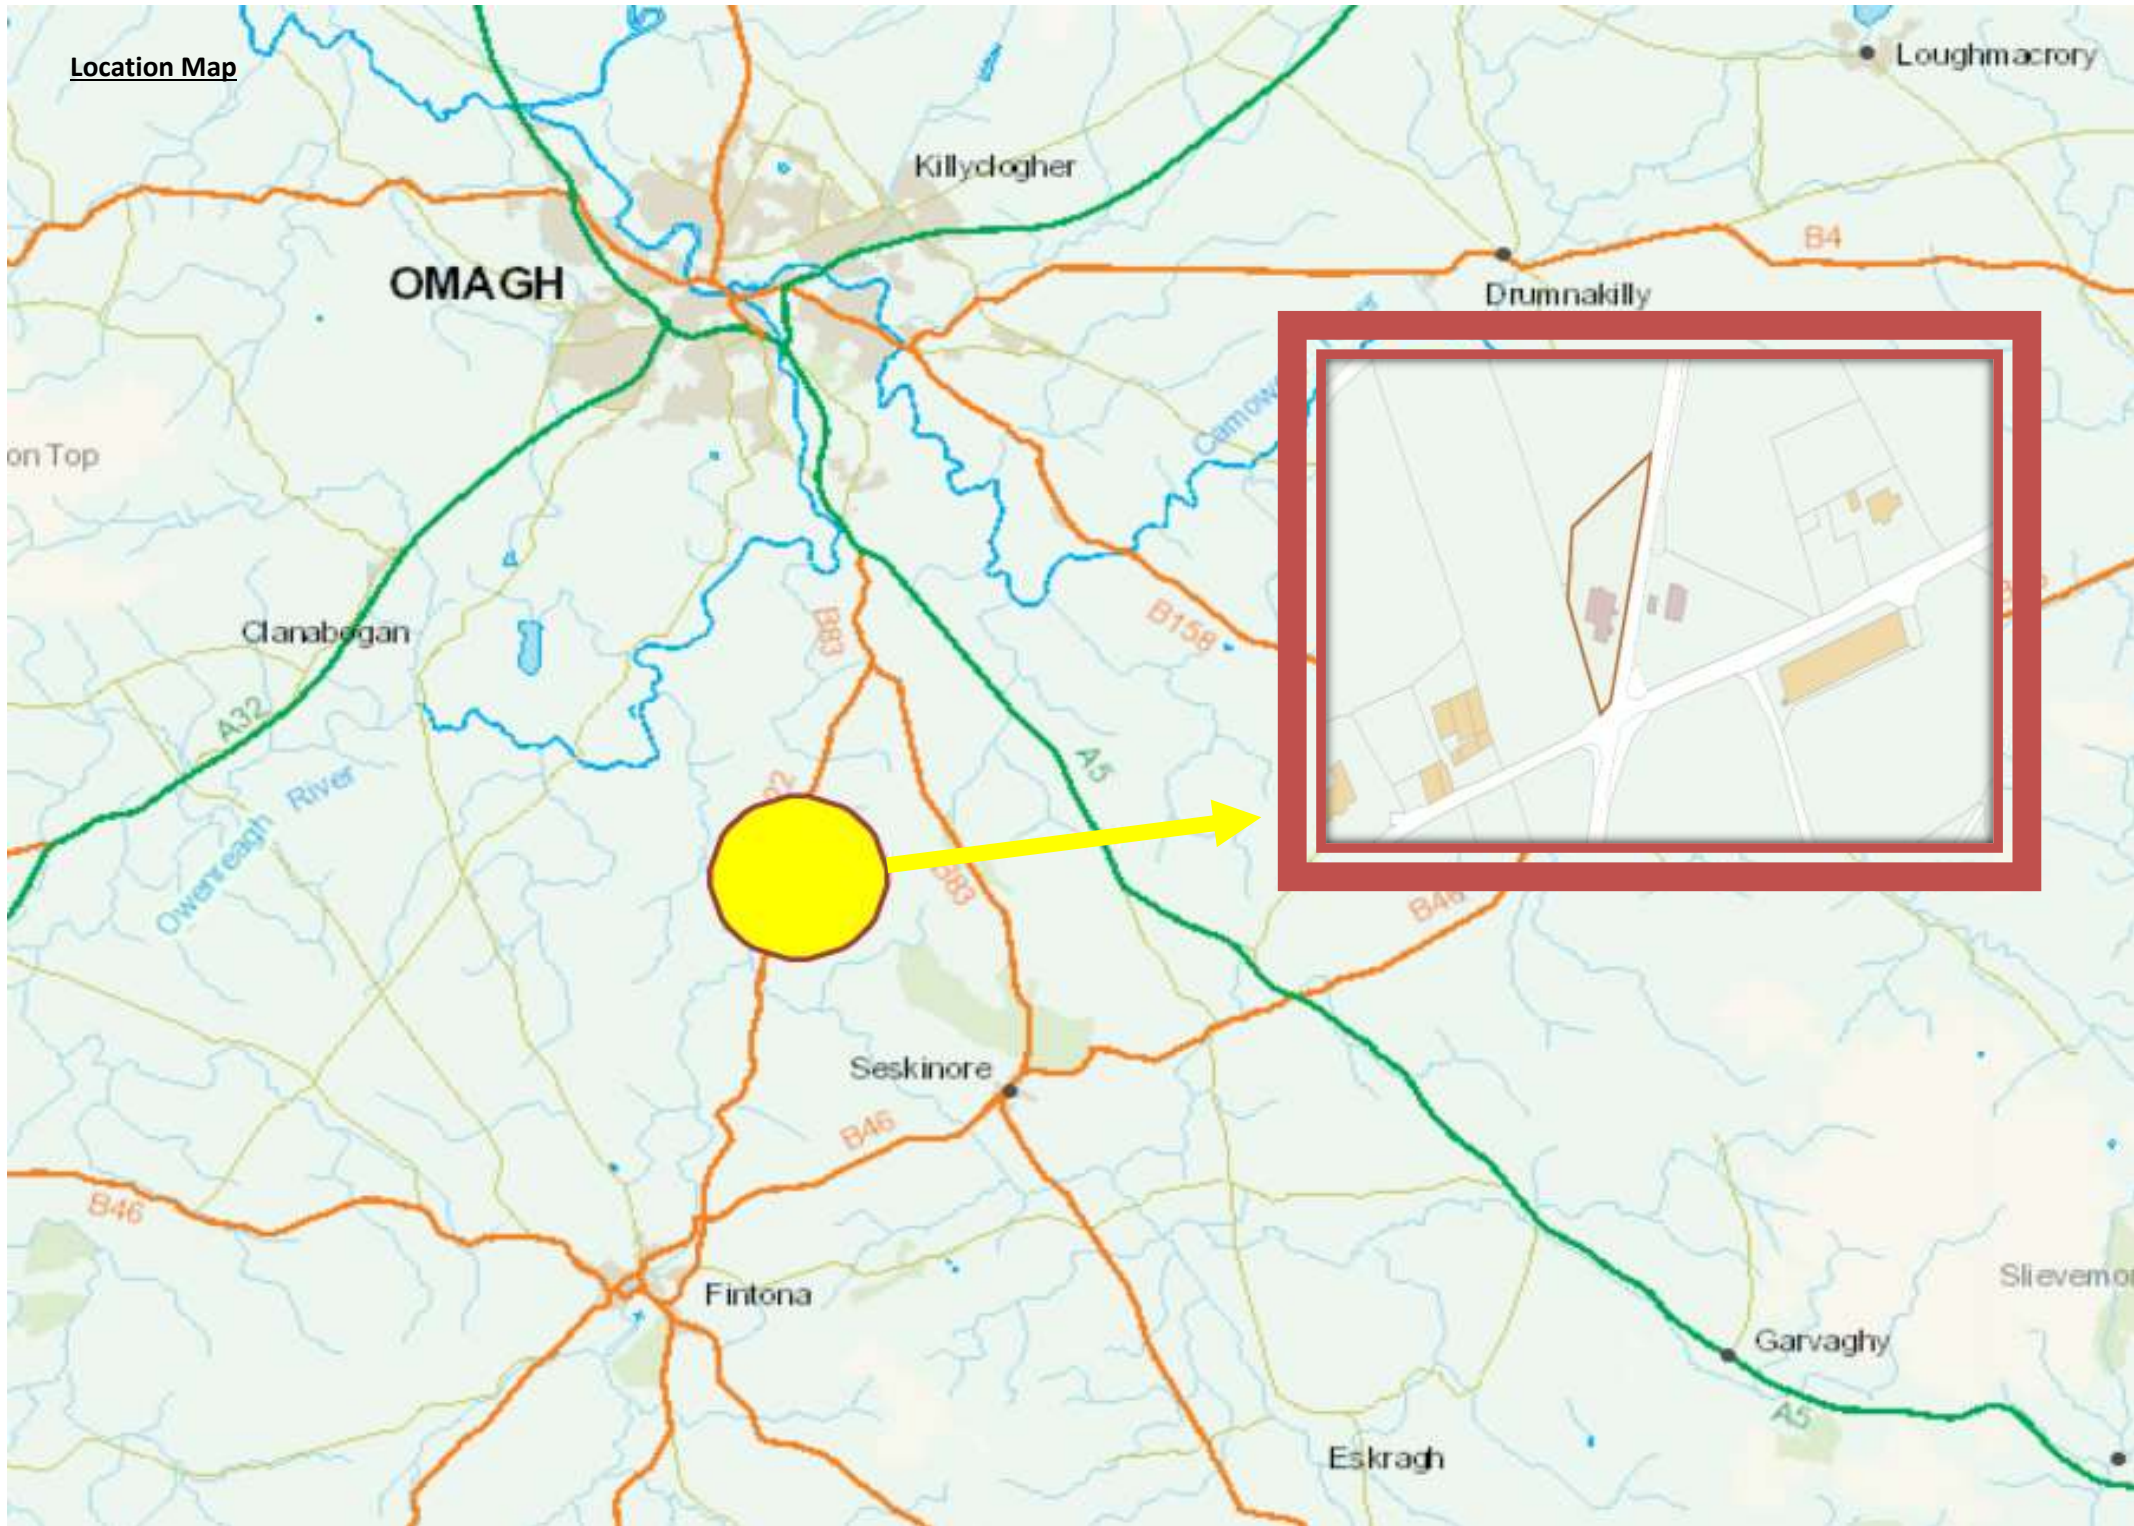 Location Map
Loughmacrory
Killyclogher
B4
OMAGH
Drumnakilly
on Top
Camow
B83
B158
Clanabogan
A32
A5
River
Owenreagh
B83
B46
Seskinore
B46
B46
Fintona
Slievemo
Garvaghy
A5
Eskragh